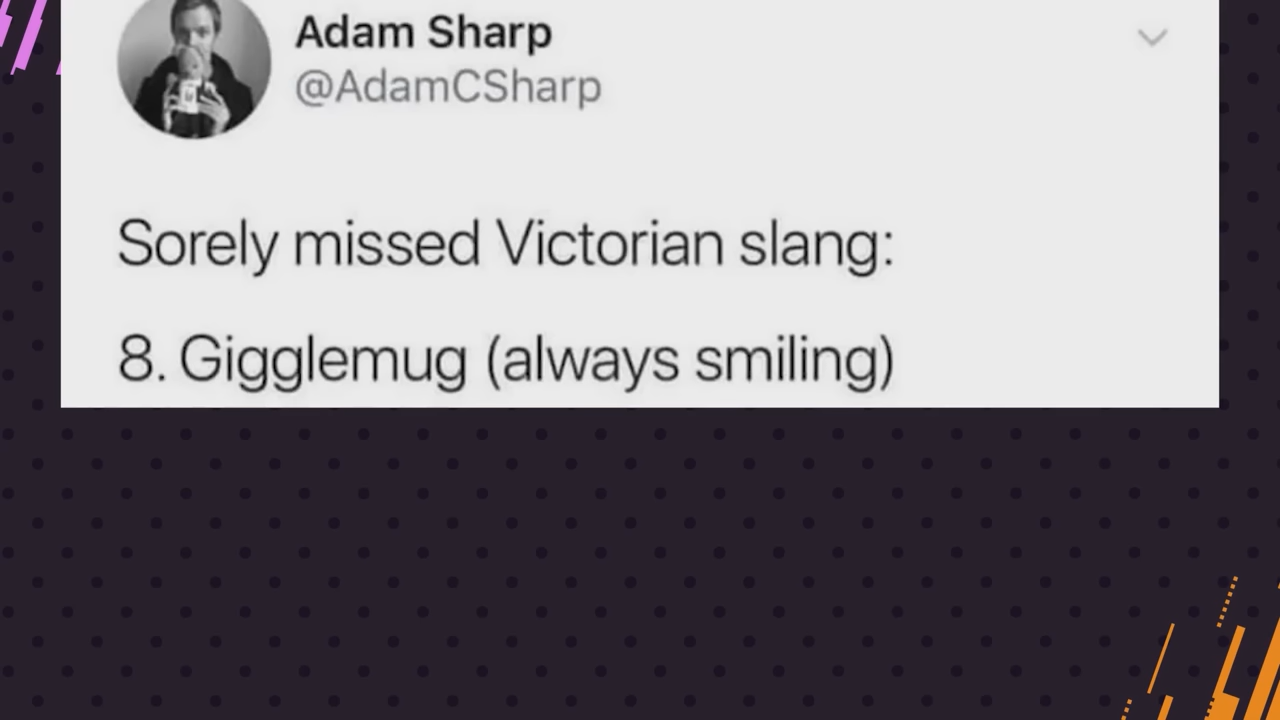 Adam Sharp
@AdamCSharp
Sorely missed Victorian slang:
8. Gigglemug (always smiling)